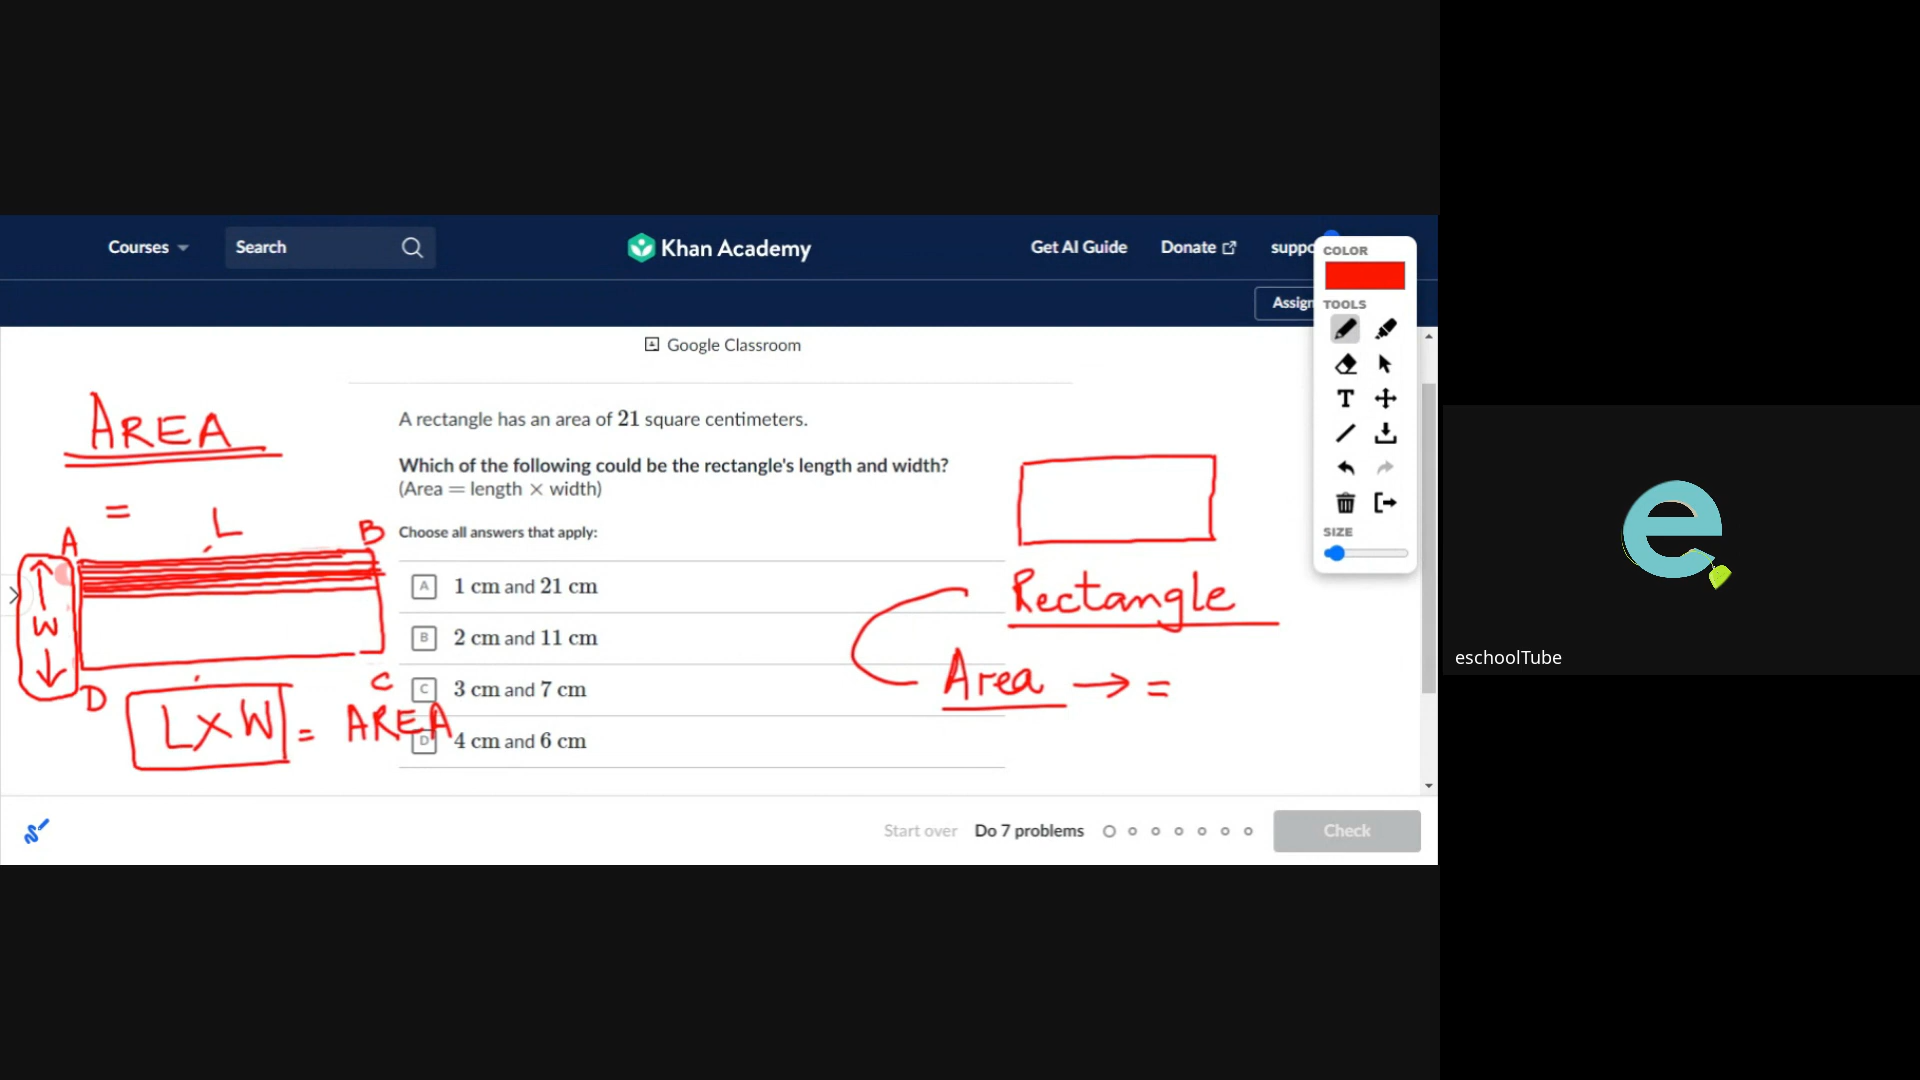 Courses
Search
Khan Academy
Get AI Guide
Donate
suppo
COLOR
Assign
TOOLS
Google Classroom
AREA
A rectangle has an area of 21 square centimeters.
Which of the following could be the rectangle's length and width?
(Area = length × width)
=
L
A
B
Choose all answers that apply:
SIZE
A 1 cm and 21 cm
Rectangle
W
B 2 cm and 11 cm
eschoolTube
D
C
C 3 cm and 7 cm
Area → =
L×W = AREA
D 4 cm and 6 cm
Start over
Do 7 problems
Check